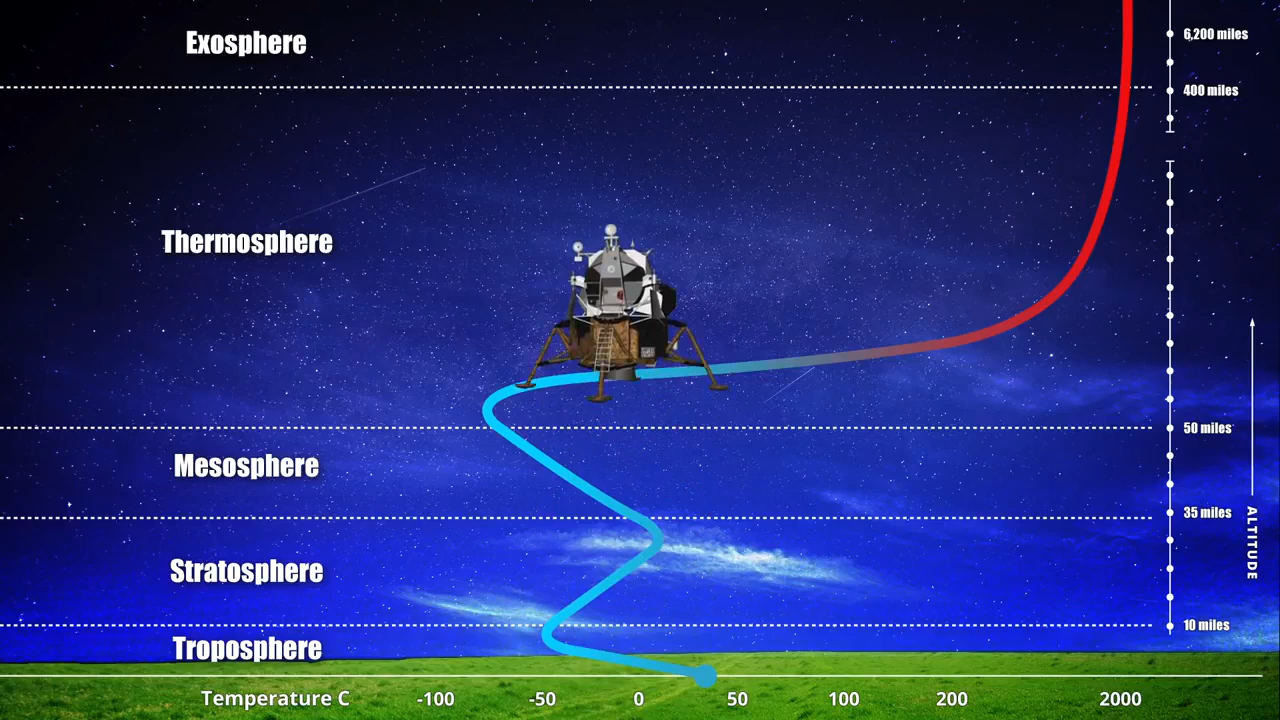 Exosphere
6,200 miles
400 miles
Thermosphere
50 miles
Mesosphere
35 miles
ALTITUDE
Stratosphere
10 miles
Troposphere
Temperature C -100 -50 0 50 100 200 2000